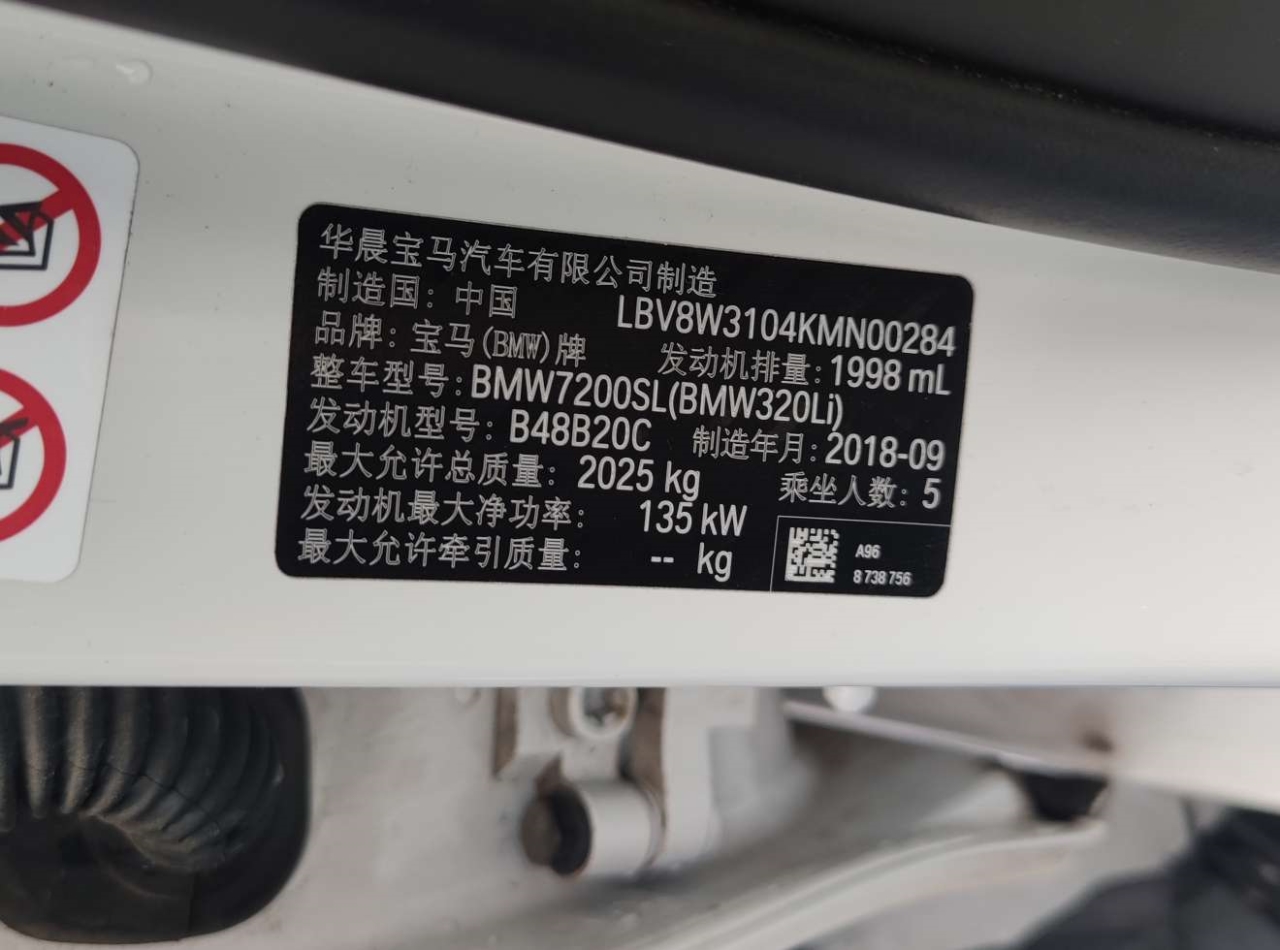 华晨宝马汽车有限公司制造
制造国：中国 LBV8W3104KMN00284
品牌：宝马(BMW)牌 发动机排量：1998 mL
整车型号：BMW7200SL(BMW320Li)
发动机型号：B48B20C 制造年月：2018-09
最大允许总质量：2025 kg 乘坐人数：5
发动机最大净功率：135 kW
最大允许牵引质量：-- kg
A96
8 738 756